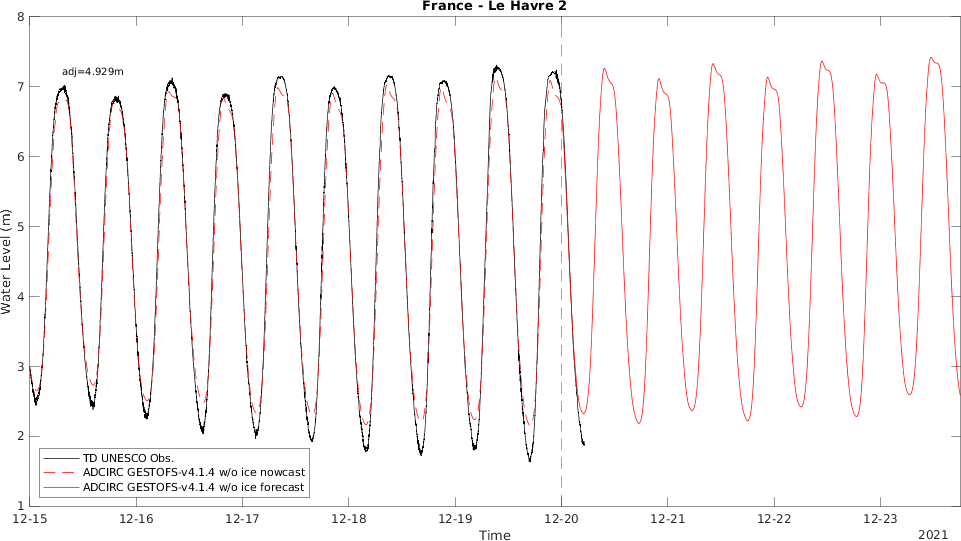 France - Le Havre 2
8
adj=4.929m
7
6
5
4
3
2
1
Water Level (m)
TD UNESCO Obs.
ADCIRC GESTOFS-v4.1.4 w/o ice nowcast
ADCIRC GESTOFS-v4.1.4 w/o ice forecast
12-15 12-16 12-17 12-18 12-19 12-20 12-21 12-22 12-23
Time
2021